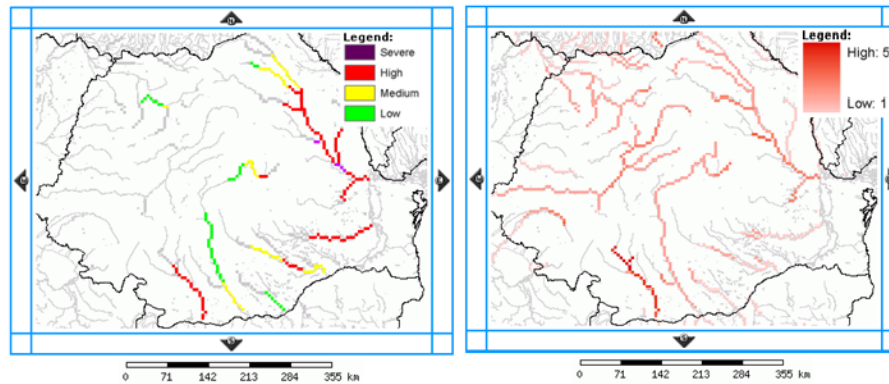 N
Legend:
Severe
High
Medium
Low
0 71 142 213 284 355 km
N
Legend:
High: 5
Low: 1
0 71 142 213 284 355 km